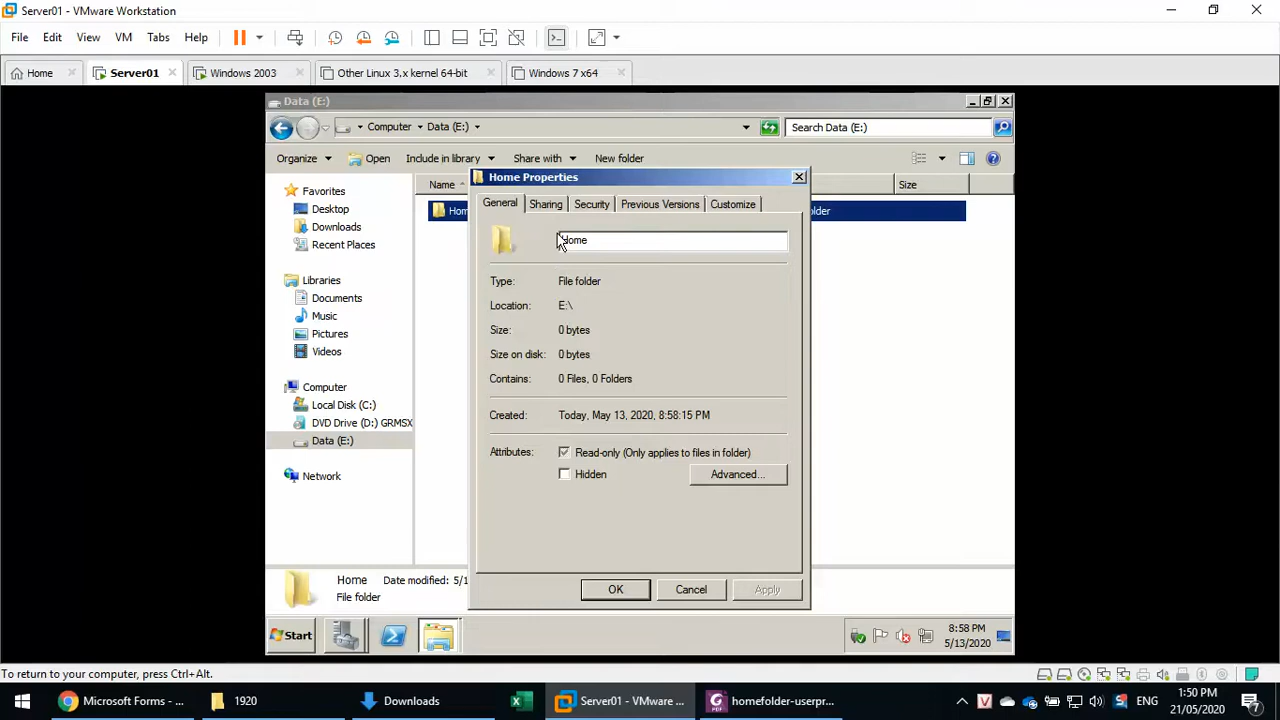 Server01 - VMware Workstation
File Edit View VM Tabs Help
Home Server01 Windows 2003 Other Linux 3.x kernel 64-bit Windows 7 x64
Data (E:)
Computer Data (E:) Search Data (E:)
Organize Open Include in library Share with New folder
Favorites
Desktop
Downloads
Recent Places
Libraries
Documents
Music
Pictures
Videos
Computer
Local Disk (C:)
DVD Drive (D:) GRMSX
Data (E:)
Network
Name Size
Hom older
Home Properties
General Sharing Security Previous Versions Customize
Home
Type: File folder
Location: E:\
Size: 0 bytes
Size on disk: 0 bytes
Contains: 0 Files, 0 Folders
Created: Today, May 13, 2020, 8:58:15 PM
Attributes: Read-only (Only applies to files in folder)
Hidden Advanced...
OK Cancel Apply
Home Date modified: 5/1
File folder
Start 8:58 PM
5/13/2020
To return to your computer, press Ctrl+Alt.
Microsoft Forms - ... 1920 Downloads Server01 - VMware ... homefolder-userpr... ENG 1:50 PM
21/05/2020